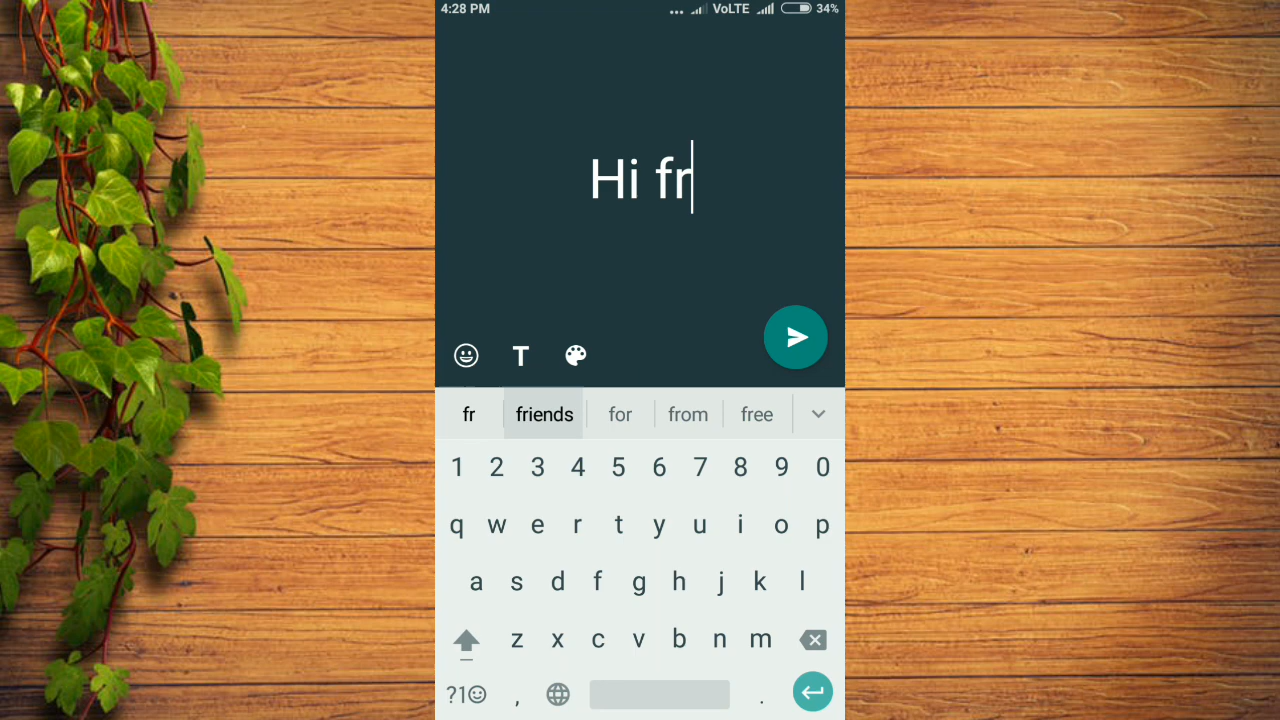 4:28 PM ... VoLTE 34%
Hi fr
T
fr friends for from free
1 2 3 4 5 6 7 8 9 0
q w e r t y u i o p
a s d f g h j k l
z x c v b n m
?1☺ , .